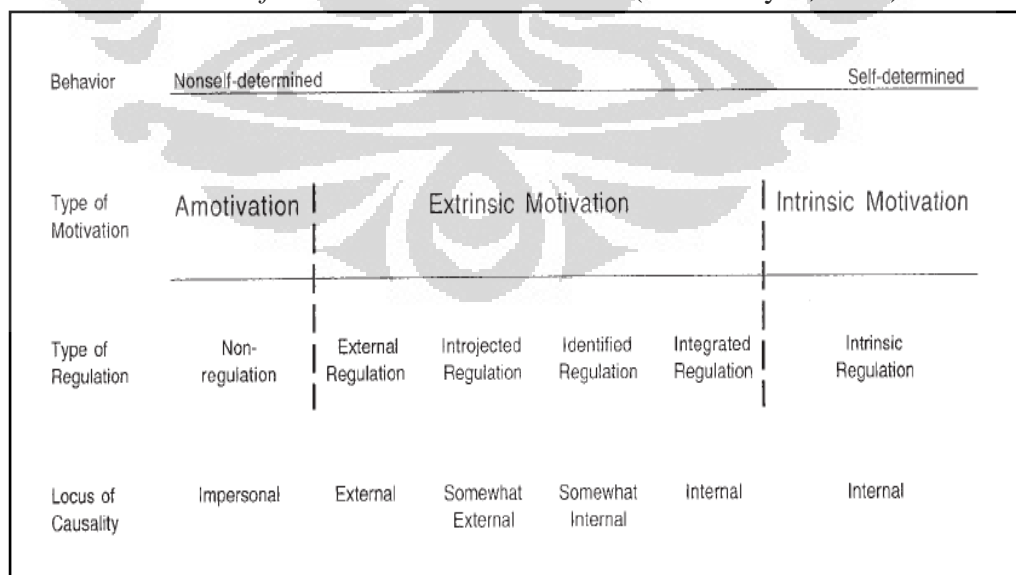 Behavior Nonself-determined Self-determined
Type of Motivation Amotivation Extrinsic Motivation Intrinsic Motivation
Type of Regulation Non-regulation External Regulation Introjected Regulation Identified Regulation Integrated Regulation Intrinsic Regulation
Locus of Causality Impersonal External Somewhat External Somewhat Internal Internal Internal